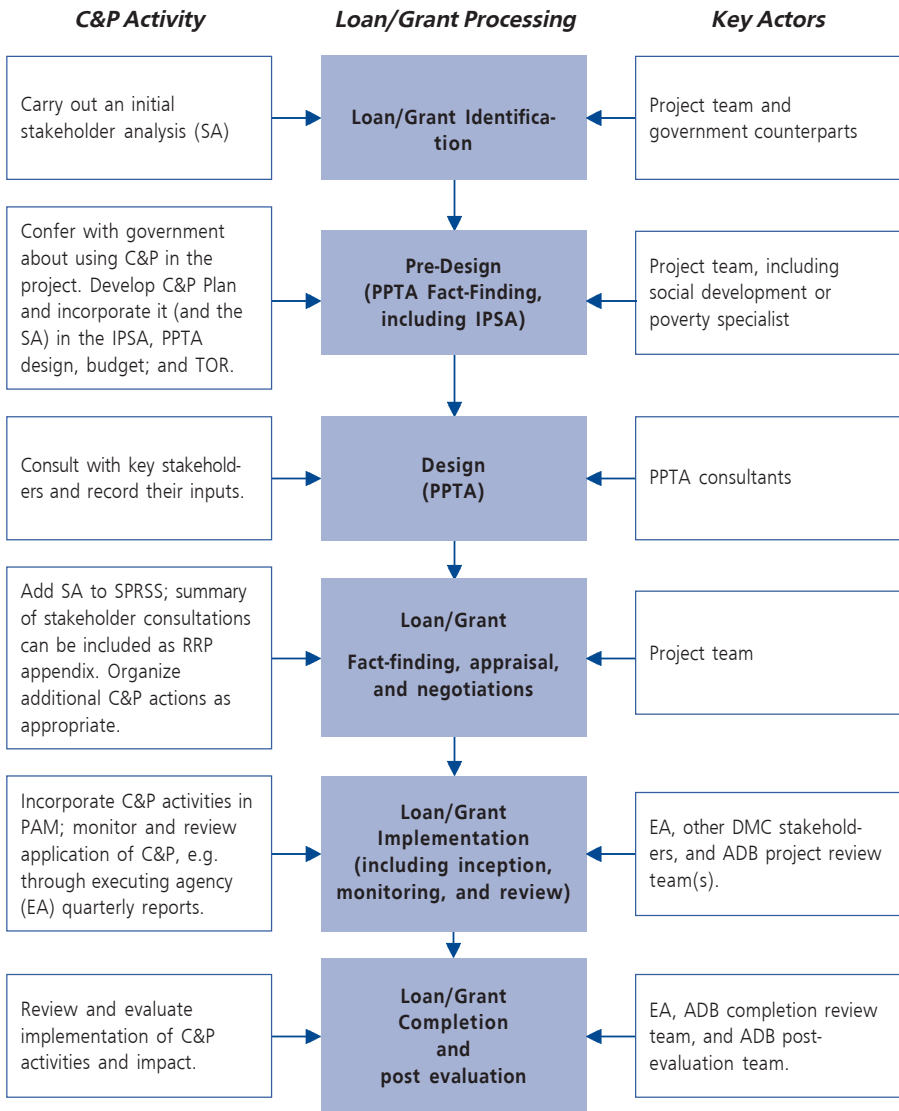 C&P Activity
Loan/Grant Processing
Key Actors
Carry out an initial
stakeholder analysis (SA)
Loan/Grant Identifica-
tion
Project team and
government counterparts
Confer with government
about using C&P in the
project. Develop C&P Plan
and incorporate it (and the
SA) in the IPSA, PPTA
design, budget; and TOR.
Pre-Design
(PPTA Fact-Finding,
including IPSA)
Project team, including
social development or
poverty specialist
Consult with key stakehold-
ers and record their inputs.
Design
(PPTA)
PPTA consultants
Add SA to SPRSS; summary
of stakeholder consultations
can be included as RRP
appendix. Organize
additional C&P actions as
appropriate.
Loan/Grant
Fact-finding, appraisal,
and negotiations
Project team
Incorporate C&P activities in
PAM; monitor and review
application of C&P, e.g.
through executing agency
(EA) quarterly reports.
Loan/Grant
Implementation
(including inception,
monitoring, and review)
EA, other DMC stakehold-
ers, and ADB project review
team(s).
Review and evaluate
implementation of C&P
activities and impact.
Loan/Grant
Completion
and
post evaluation
EA, ADB completion review
team, and ADB post-
evaluation team.